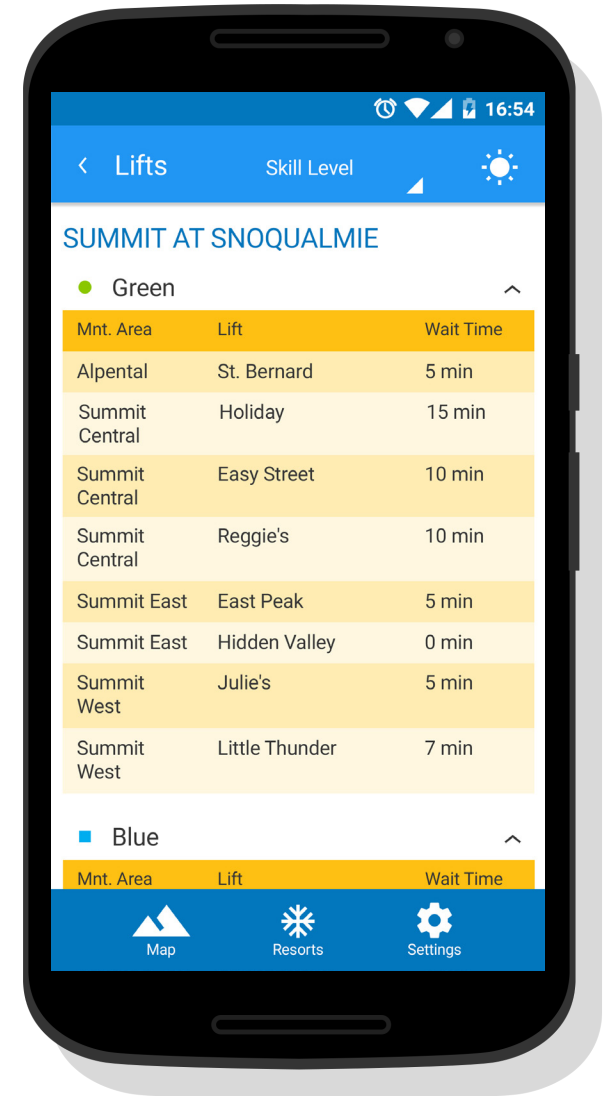 16:54
Lifts Skill Level
SUMMIT AT SNOQUALMIE
Green
Mnt. Area Lift Wait Time
Alpental St. Bernard 5 min
Summit Holiday 15 min
Central
Summit Easy Street 10 min
Central
Summit Reggie's 10 min
Central
Summit East East Peak 5 min
Summit East Hidden Valley 0 min
Summit Julie's 5 min
West
Summit Little Thunder 7 min
West
Blue
Mnt. Area Lift Wait Time
Map Resorts Settings